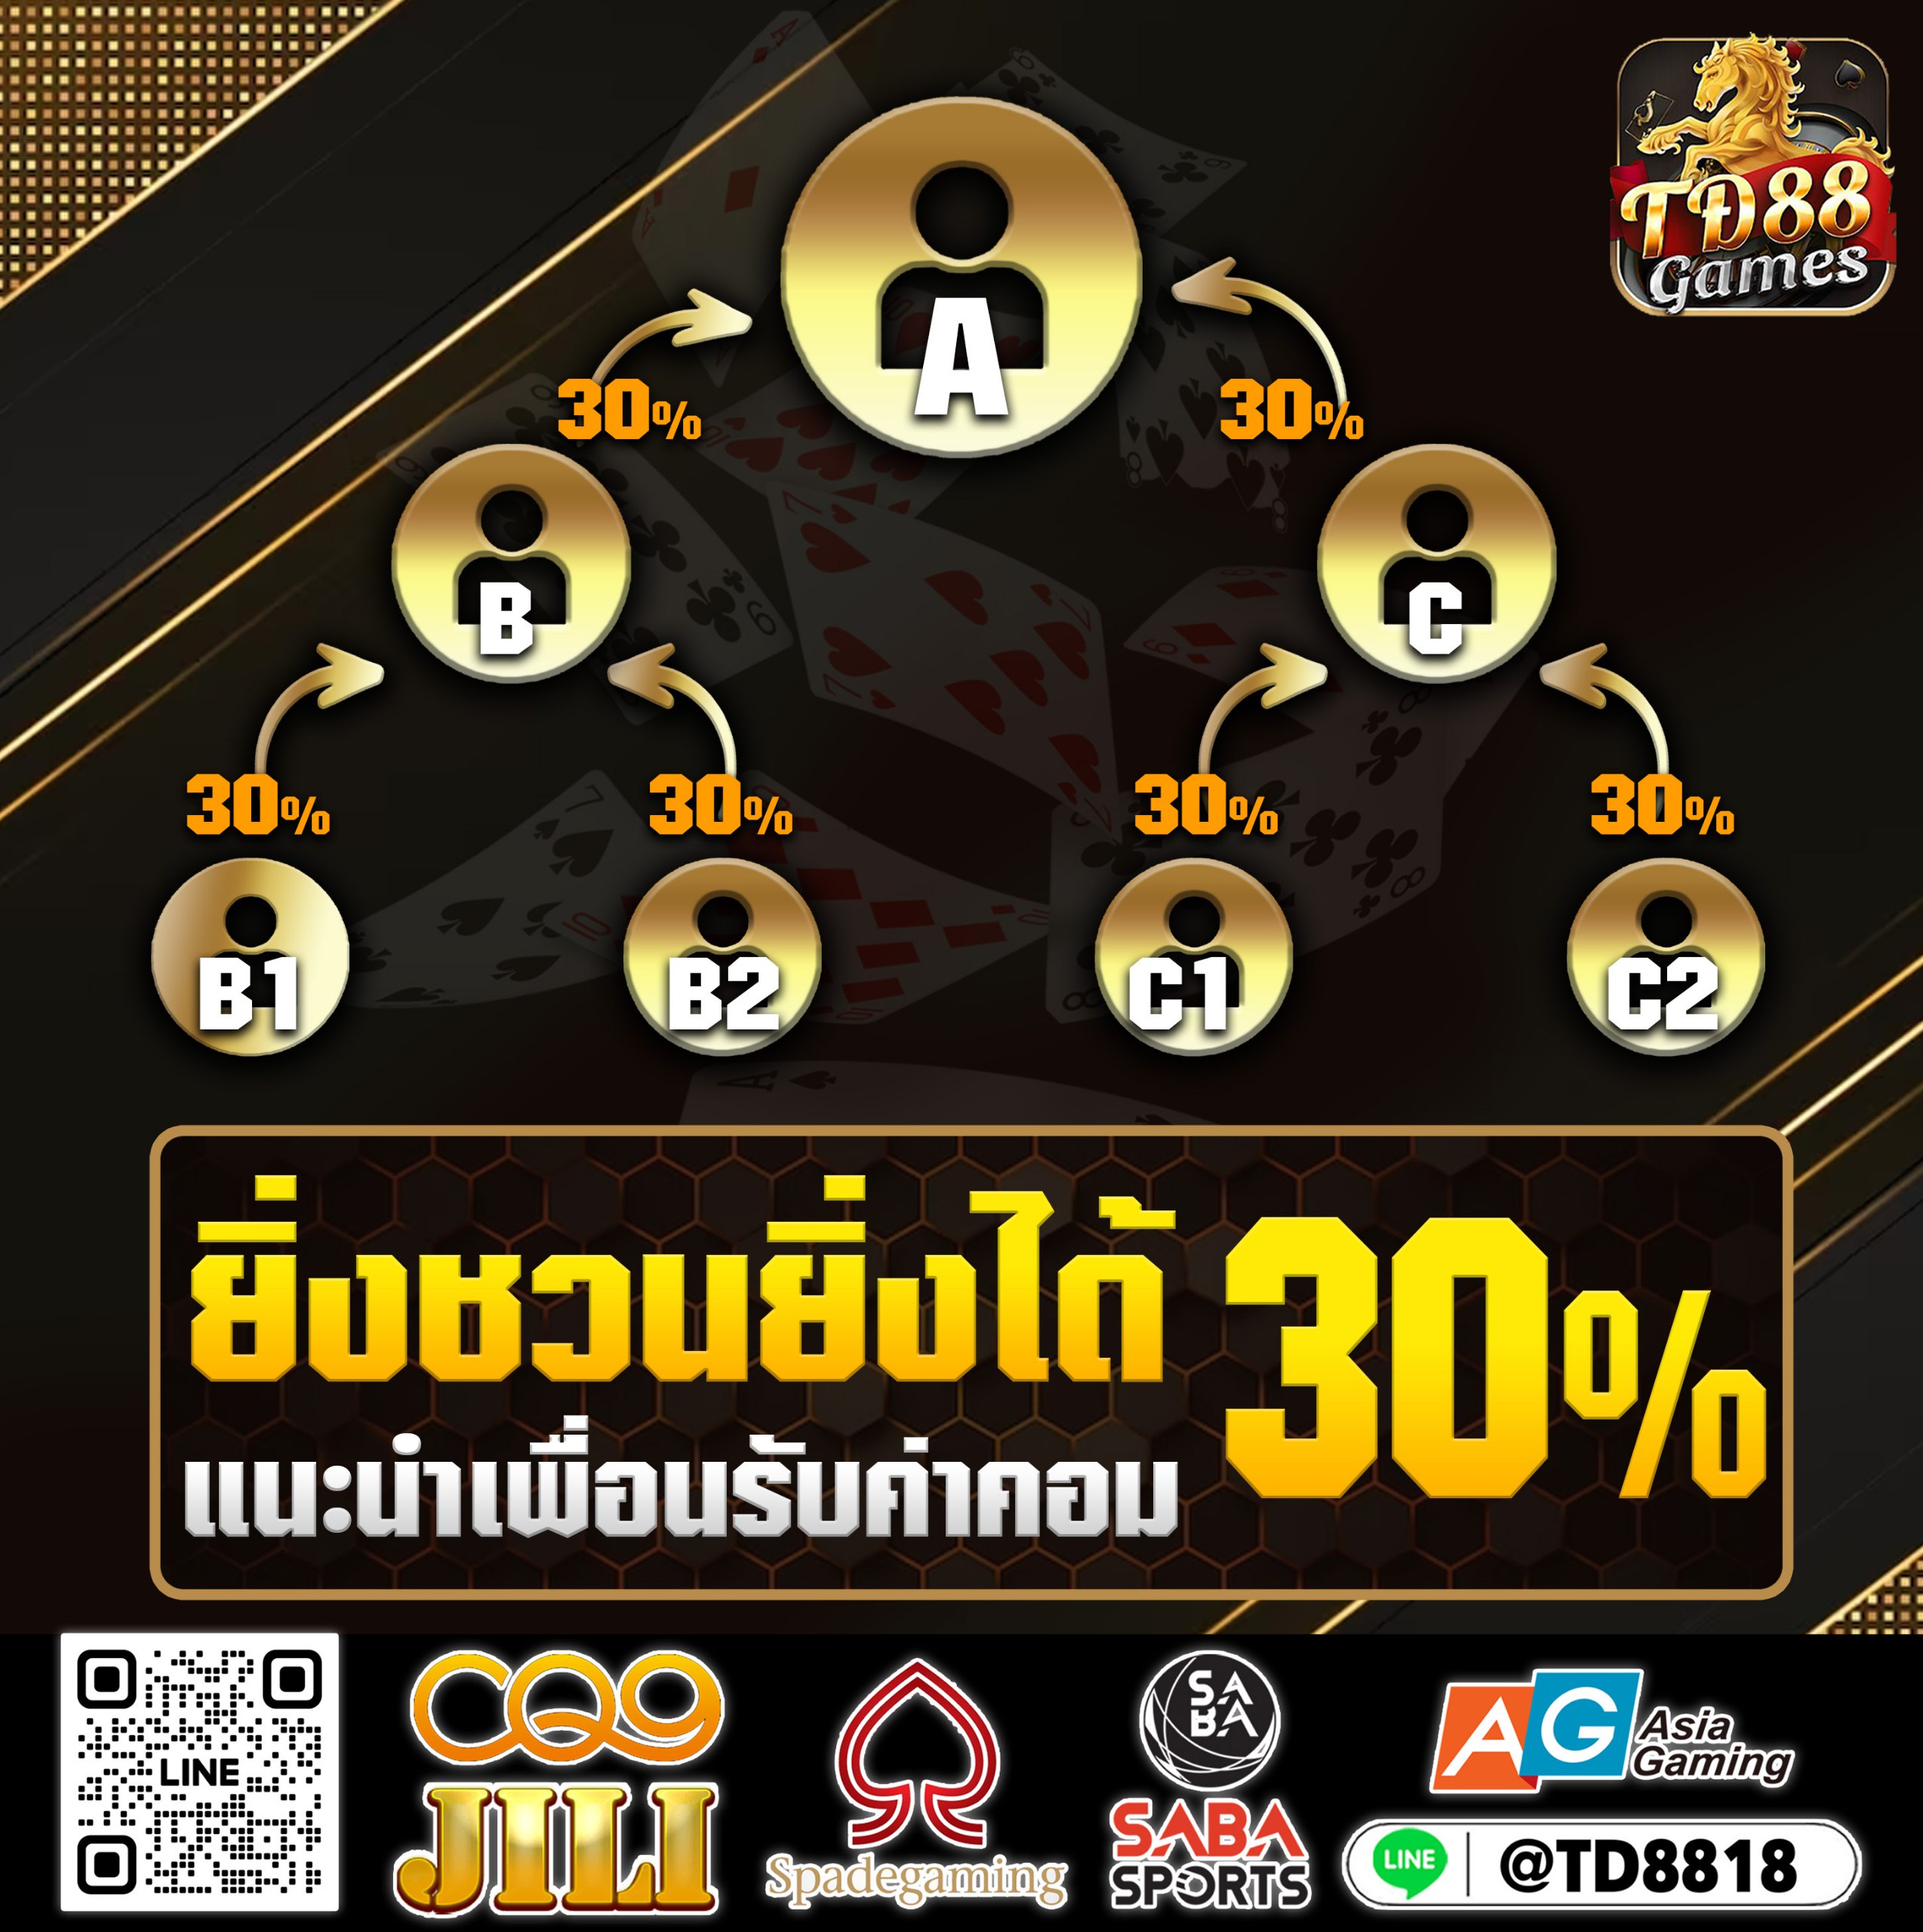 TD88
Games
A
30%
30%
B
C
30%
30%
30%
30%
B1
B2
C1
C2
ยิ่งชวนยิ่งได้ 30%
แนะนำเพื่อนรับค่าคอม
LINE
CQ9
JILI
Spadegaming
SABA
SABA
SPORTS
AG Asia
Gaming
LINE @TD8818